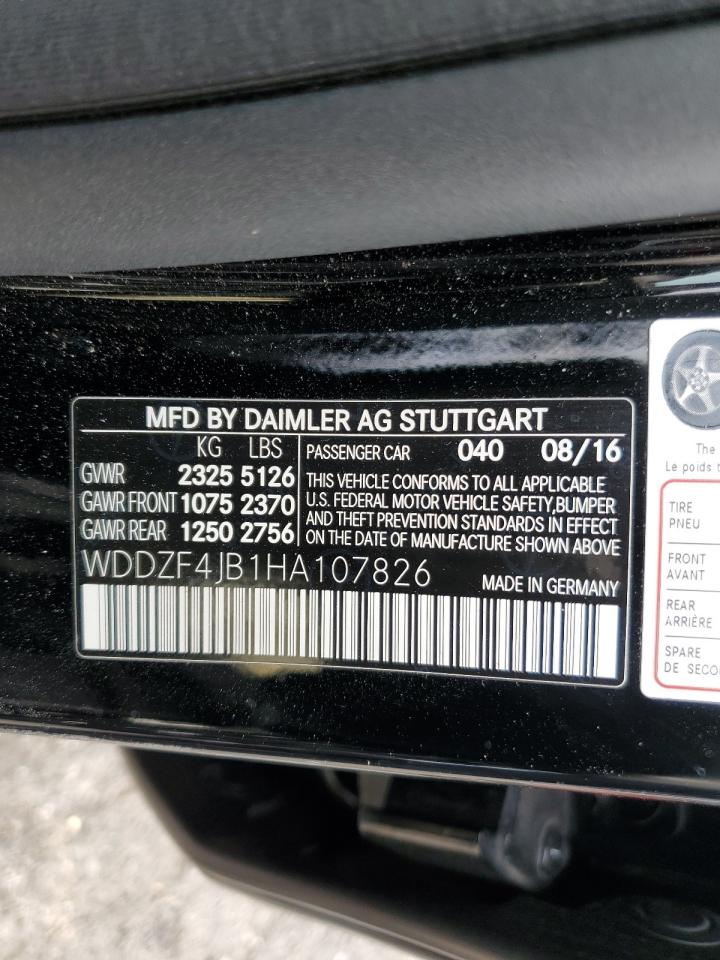 MFD BY DAIMLER AG STUTTGART
KG LBS
GVWR 2325 5126
GAWR FRONT 1075 2370
GAWR REAR 1250 2756
PASSENGER CAR 040 08/16
THIS VEHICLE CONFORMS TO ALL APPLICABLE
U.S. FEDERAL MOTOR VEHICLE SAFETY,BUMPER
AND THEFT PREVENTION STANDARDS IN EFFECT
ON THE DATE OF MANUFACTURE SHOWN ABOVE
WDDZF4JB1HA107826 MADE IN GERMANY
The
Le poids
TIRE
PNEU
FRONT
AVANT
REAR
ARRIÈRE
SPARE
DE